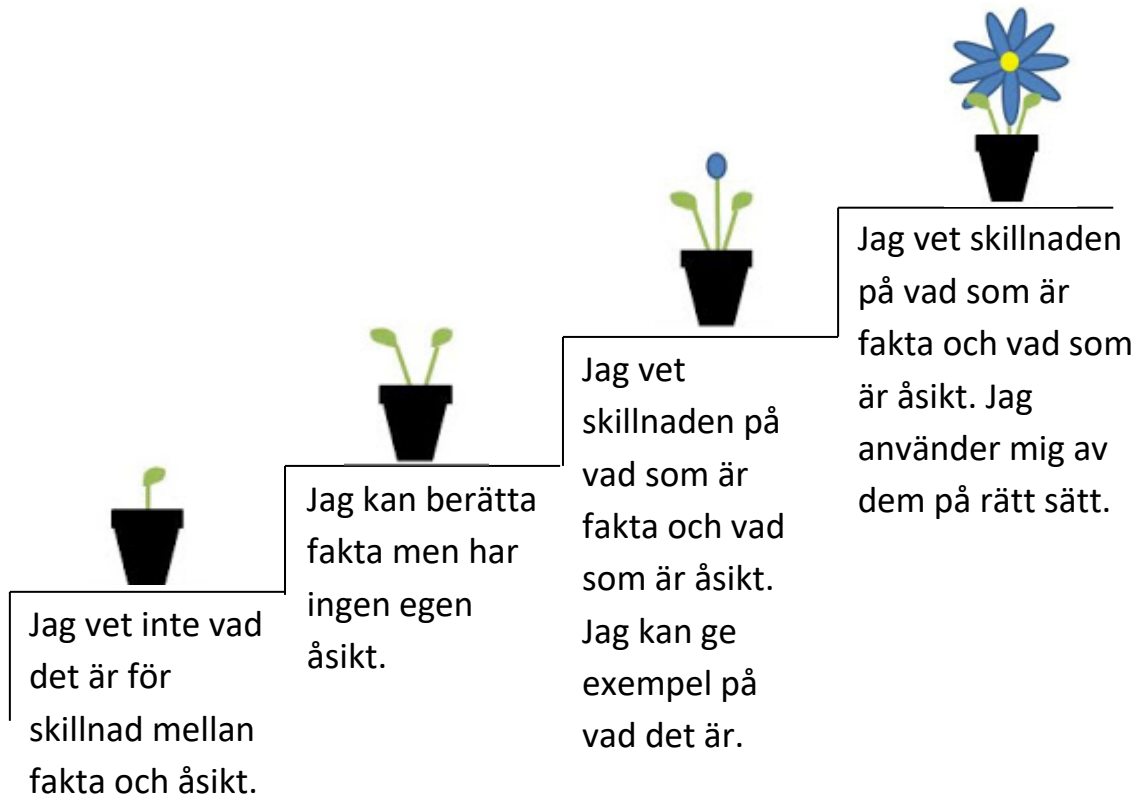 Jag vet inte vad
det är för
skillnad mellan
fakta och åsikt.
Jag kan berätta
fakta men har
ingen egen
åsikt.
Jag vet
skillnaden på
vad som är
fakta och vad
som är åsikt.
Jag kan ge
exempel på
vad det är.
Jag vet skillnaden
på vad som är
fakta och vad som
är åsikt. Jag
använder mig av
dem på rätt sätt.